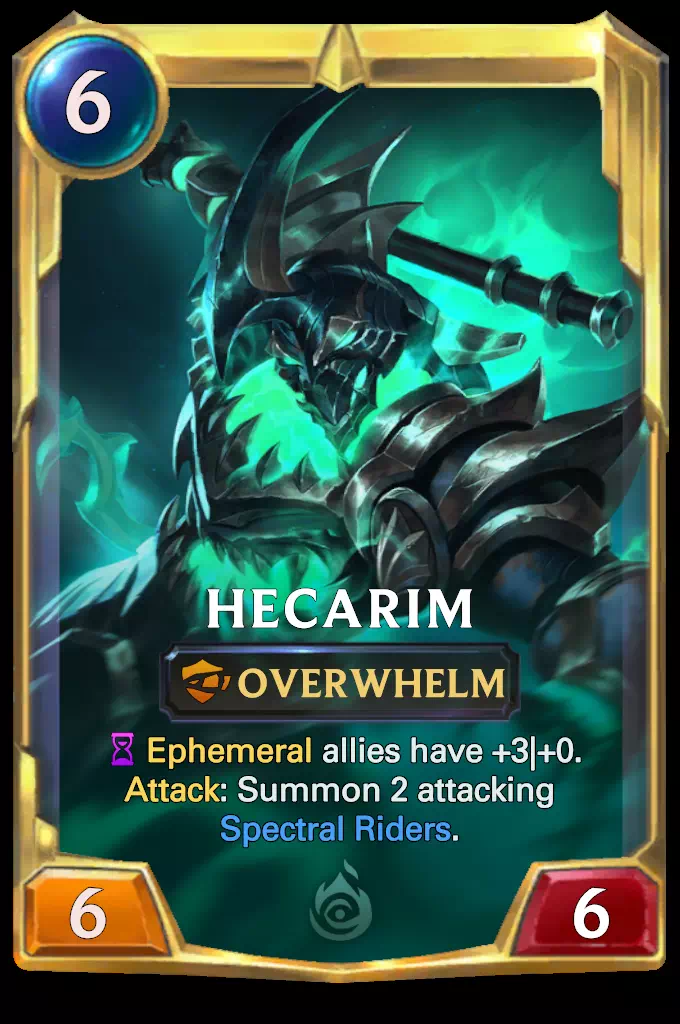 6
HECARIM
OVERWHELM
Ephemeral allies have +3|+0.
Attack: Summon 2 attacking
Spectral Riders.
6
6